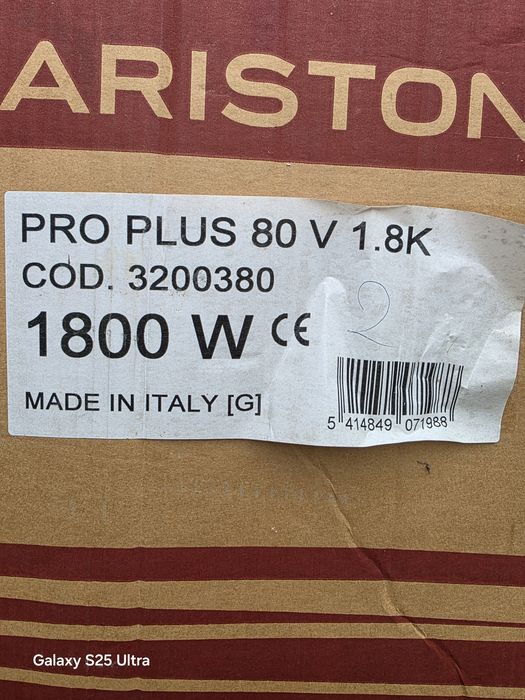 ARISTON
PRO PLUS 80 V 1.8K
COD. 3200380
1800 W CE
2
MADE IN ITALY [G]
5 414849 071988
Galaxy S25 Ultra